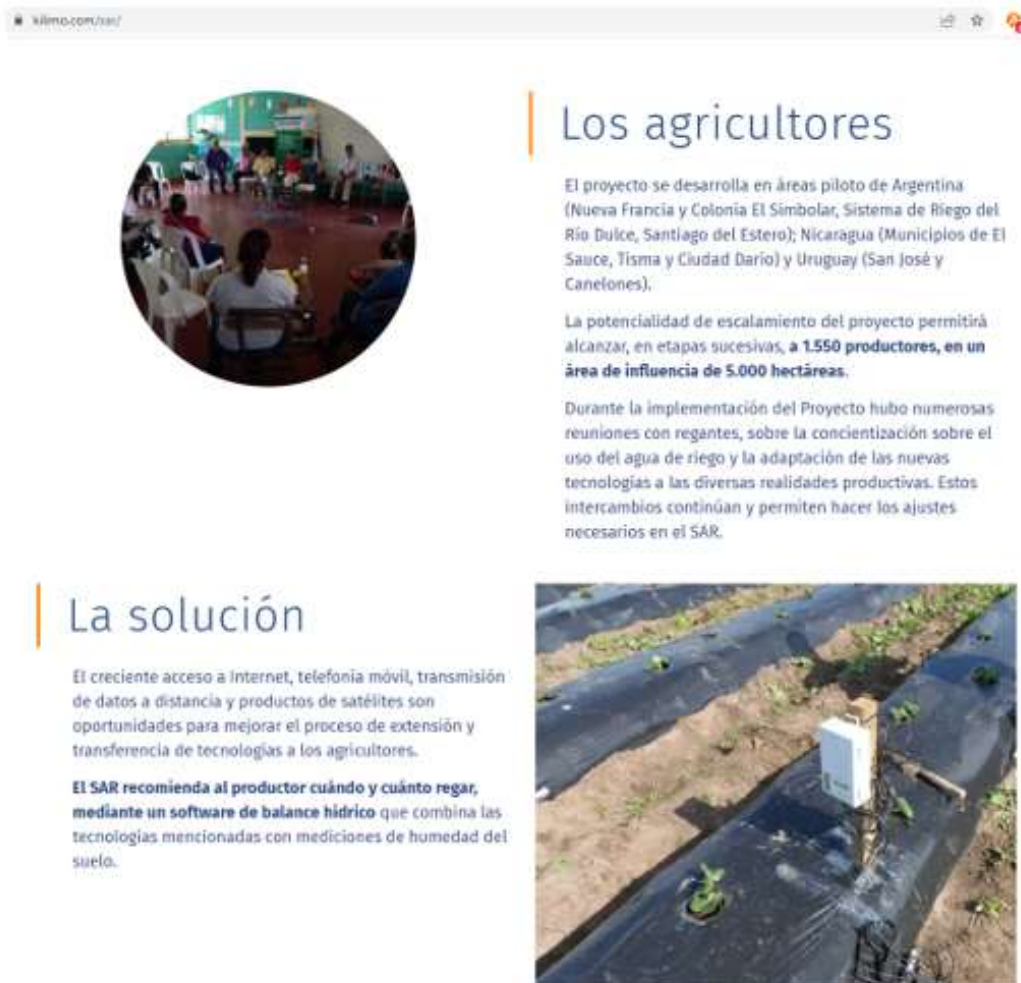 kilimo.com/sar/
Los agricultores
El proyecto se desarrolla en áreas piloto de Argentina
(Nueva Francia y Colonia El Simbolar, Sistema de Riego del
Río Dulce, Santiago del Estero); Nicaragua (Municipios de El
Sauce, Tisma y Ciudad Darío) y Uruguay (San José y
Canelones).
La potencialidad de escalamiento del proyecto permitirá
alcanzar, en etapas sucesivas, a 1.550 productores, en un
área de influencia de 5.000 hectáreas.
Durante la implementación del Proyecto hubo numerosas
reuniones con regantes, sobre la concientización sobre el
uso del agua de riego y la adaptación de las nuevas
tecnologías a las diversas realidades productivas. Estos
intercambios continúan y permiten hacer los ajustes
necesarios en el SAR.
La solución
El creciente acceso a Internet, telefonía móvil, transmisión
de datos a distancia y productos de satélites son
oportunidades para mejorar el proceso de extensión y
transferencia de tecnologías a los agricultores.
El SAR recomienda al productor cuándo y cuánto regar,
mediante un software de balance hídrico que combina las
tecnologías mencionadas con mediciones de humedad del
suelo.